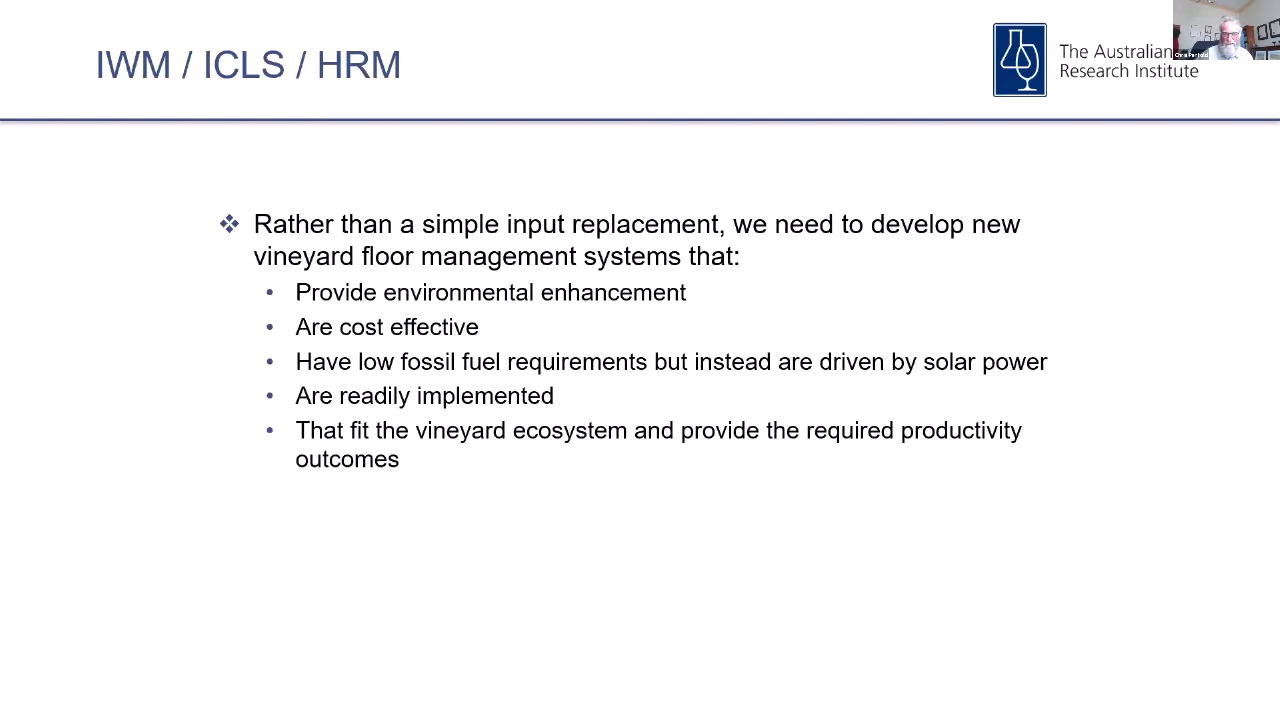 IWM / ICLS / HRM
The Australian
Research Institute
Rather than a simple input replacement, we need to develop new
vineyard floor management systems that:
Provide environmental enhancement
Are cost effective
Have low fossil fuel requirements but instead are driven by solar power
Are readily implemented
That fit the vineyard ecosystem and provide the required productivity
outcomes